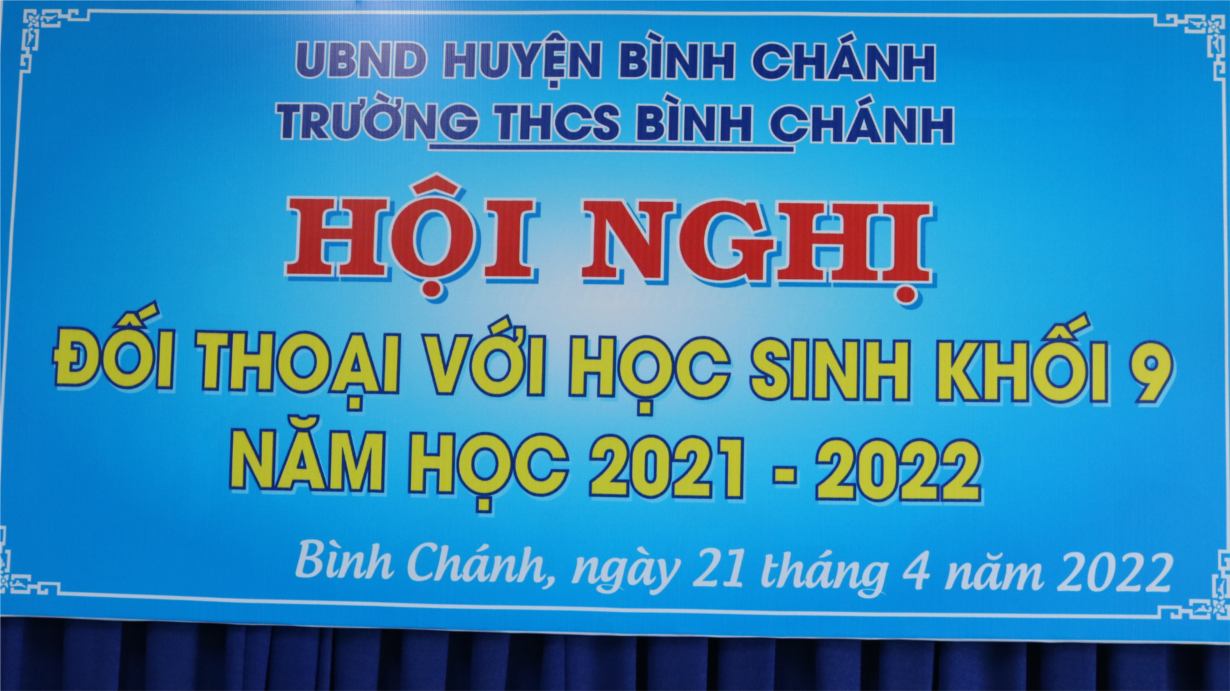 UBND HUYỆN BÌNH CHÁNH
TRƯỜNG THCS BÌNH CHÁNH
HỘI NGHỊ
ĐỐI THOẠI VỚI HỌC SINH KHỐI 9
NĂM HỌC 2021 - 2022
Bình Chánh, ngày 21 tháng 4 năm 2022